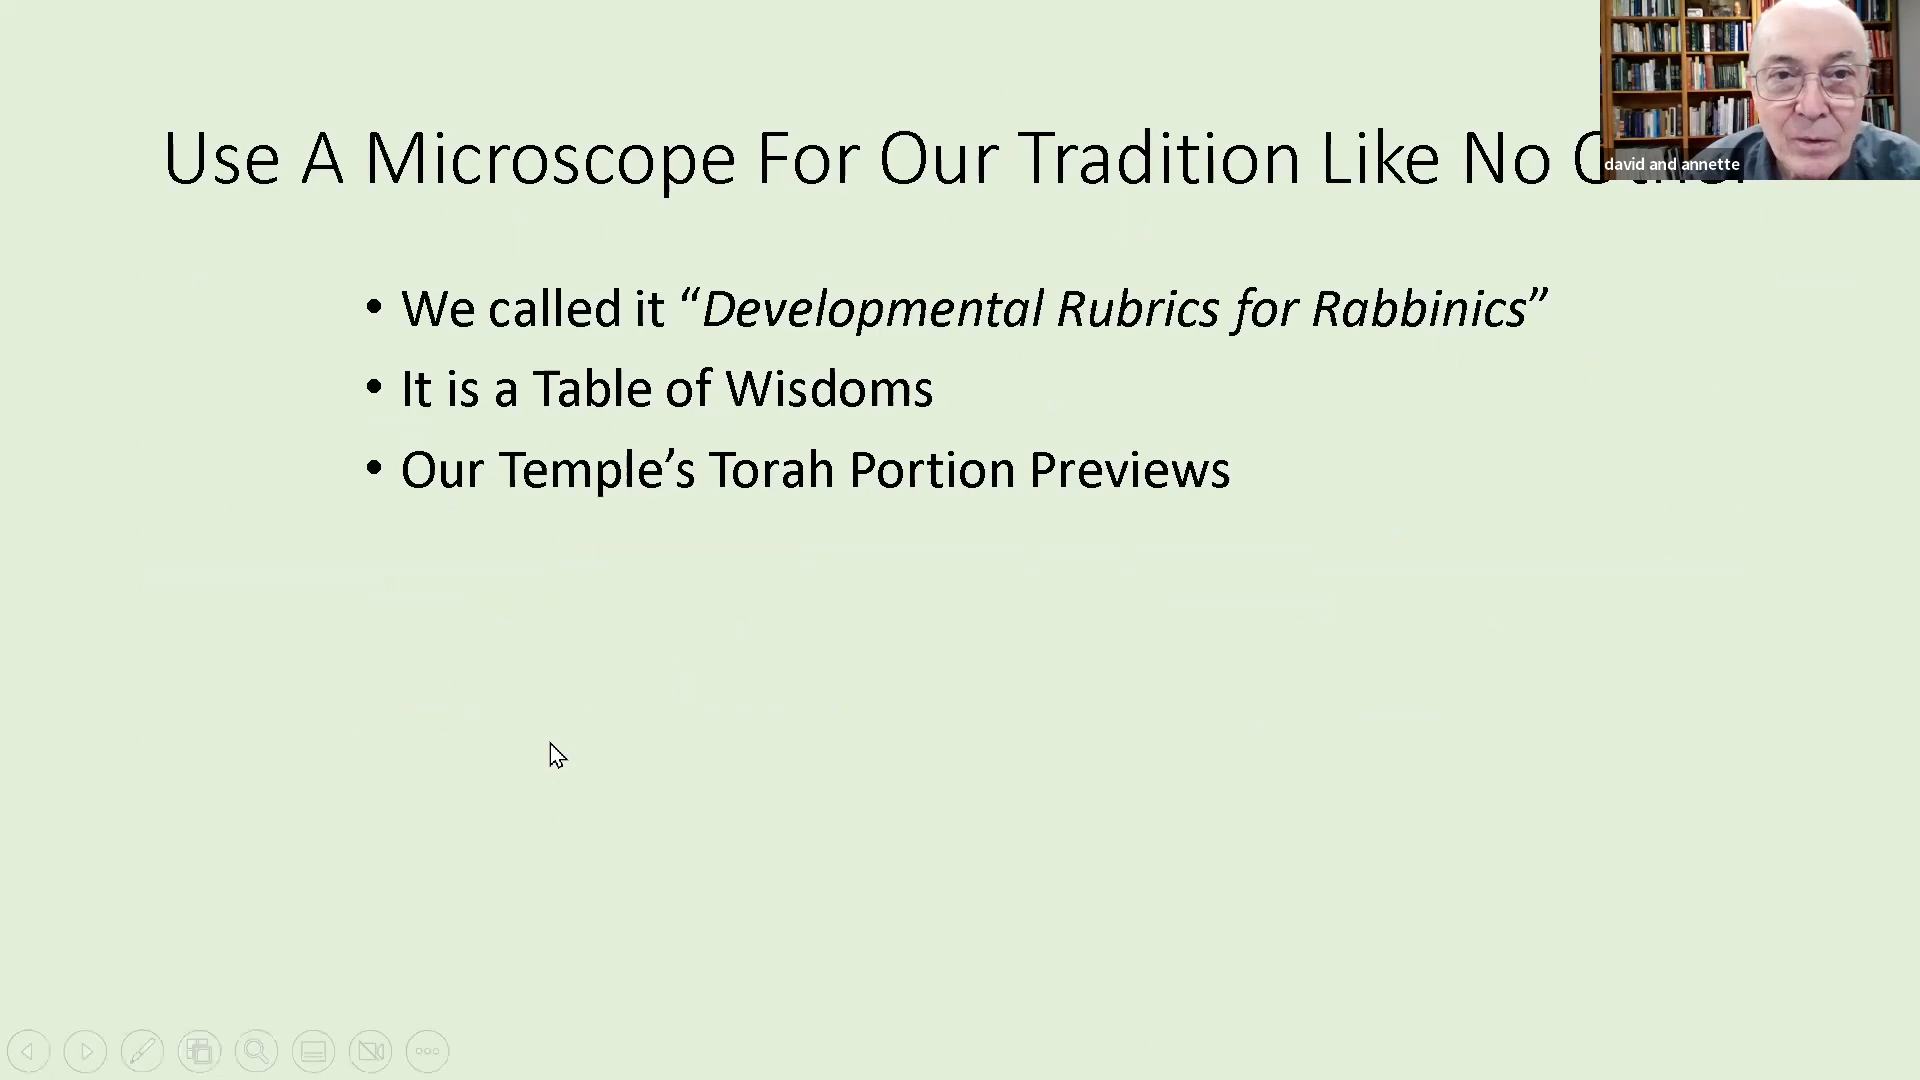 Use A Microscope For Our Tradition Like No
david and annette
• We called it “Developmental Rubrics for Rabbinics”
• It is a Table of Wisdoms
• Our Temple’s Torah Portion Previews